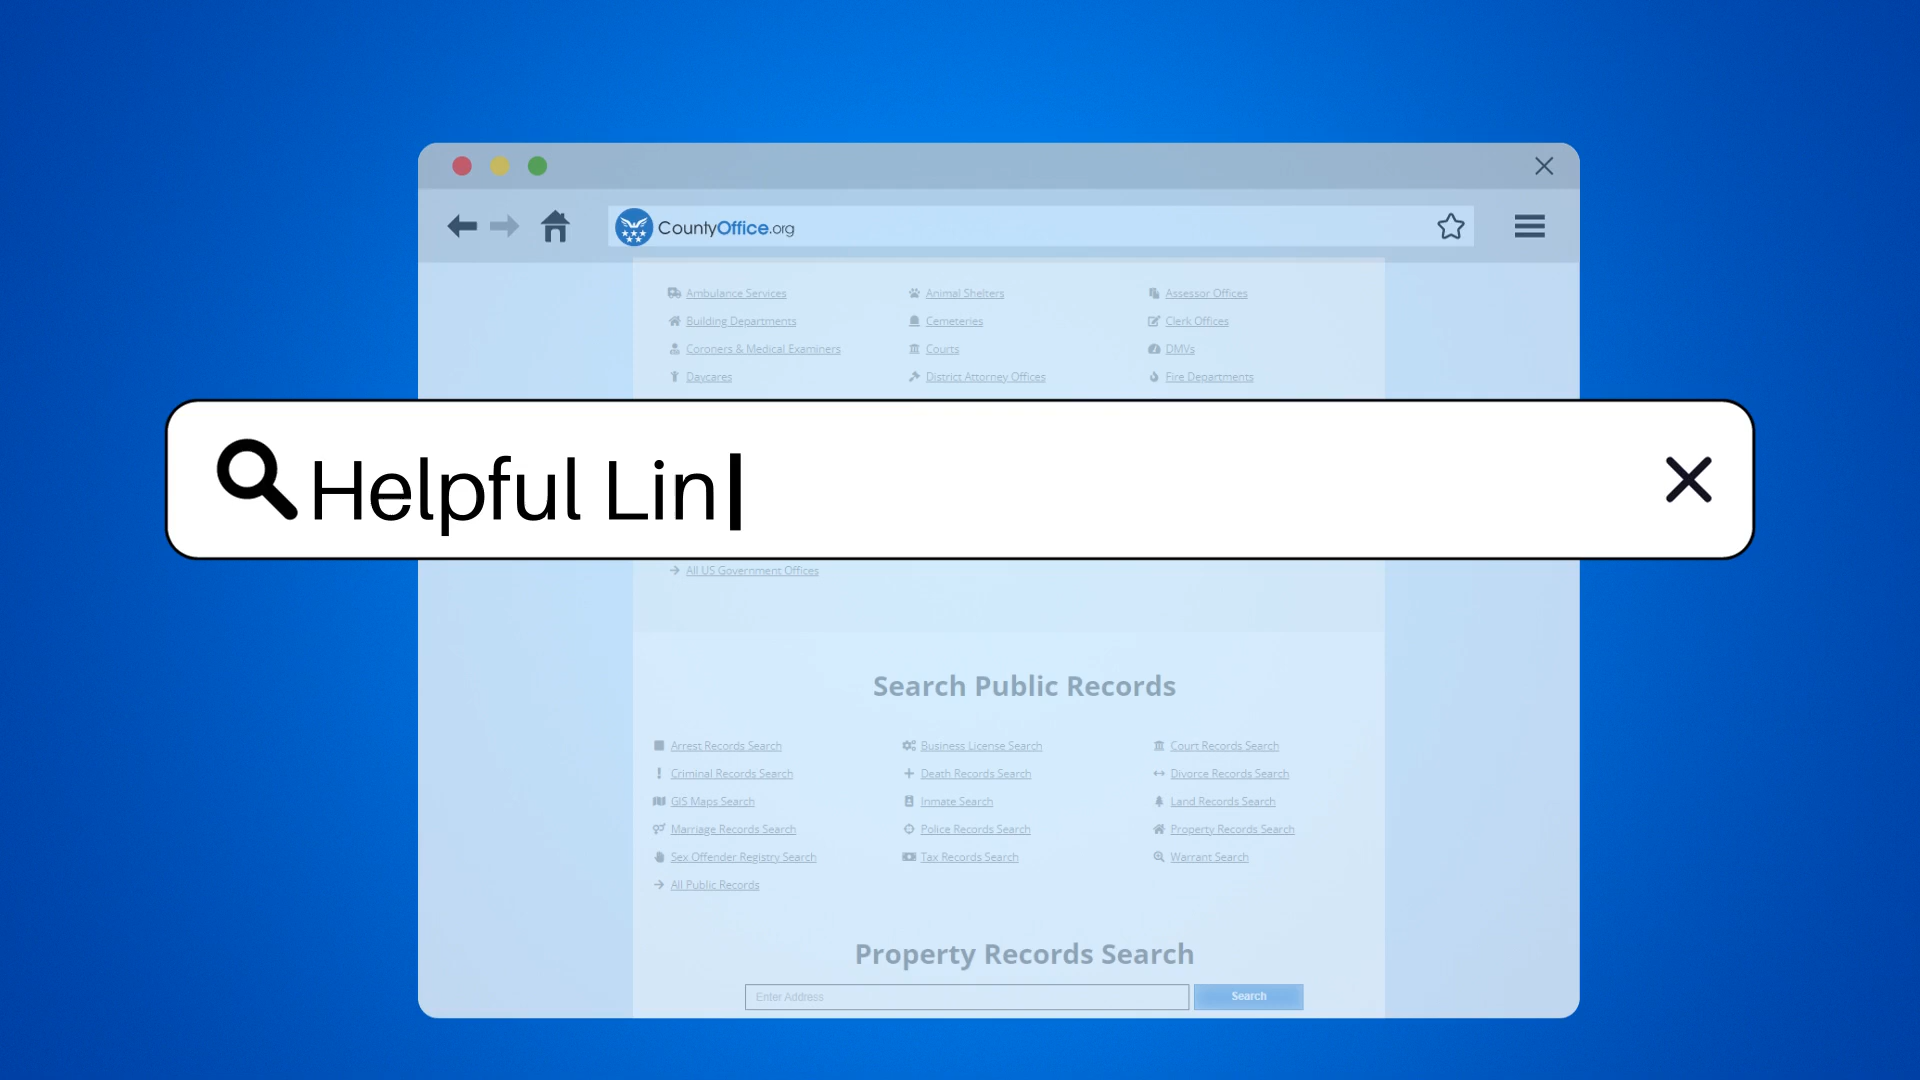 CountyOffice.org
Ambulance Services Animal Shelters Assessor Offices
Building Departments Cemeteries Clerk Offices
Coroners & Medical Examiners Courts DMVs
Daycares District Attorney Offices Fire Departments
Helpful Lin
All US Government Offices
Search Public Records
Arrest Records Search Business License Search Court Records Search
Criminal Records Search Death Records Search Divorce Records Search
GIS Maps Search Inmate Search Land Records Search
Marriage Records Search Police Records Search Property Records Search
Sex Offender Registry Search Tax Records Search Warrant Search
All Public Records
Property Records Search
Enter Address Search